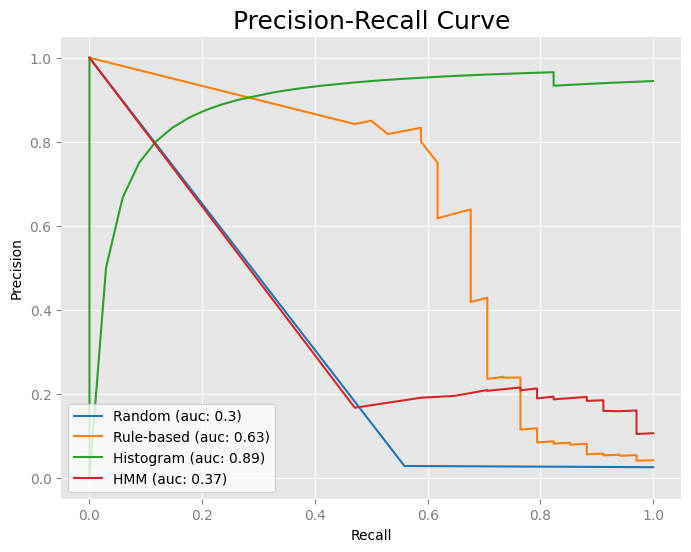 Precision-Recall Curve
Precision
1.0
0.8
0.6
0.4
0.2
0.0
Random (auc: 0.3)
Rule-based (auc: 0.63)
Histogram (auc: 0.89)
HMM (auc: 0.37)
0.0 0.2 0.4 0.6 0.8 1.0
Recall